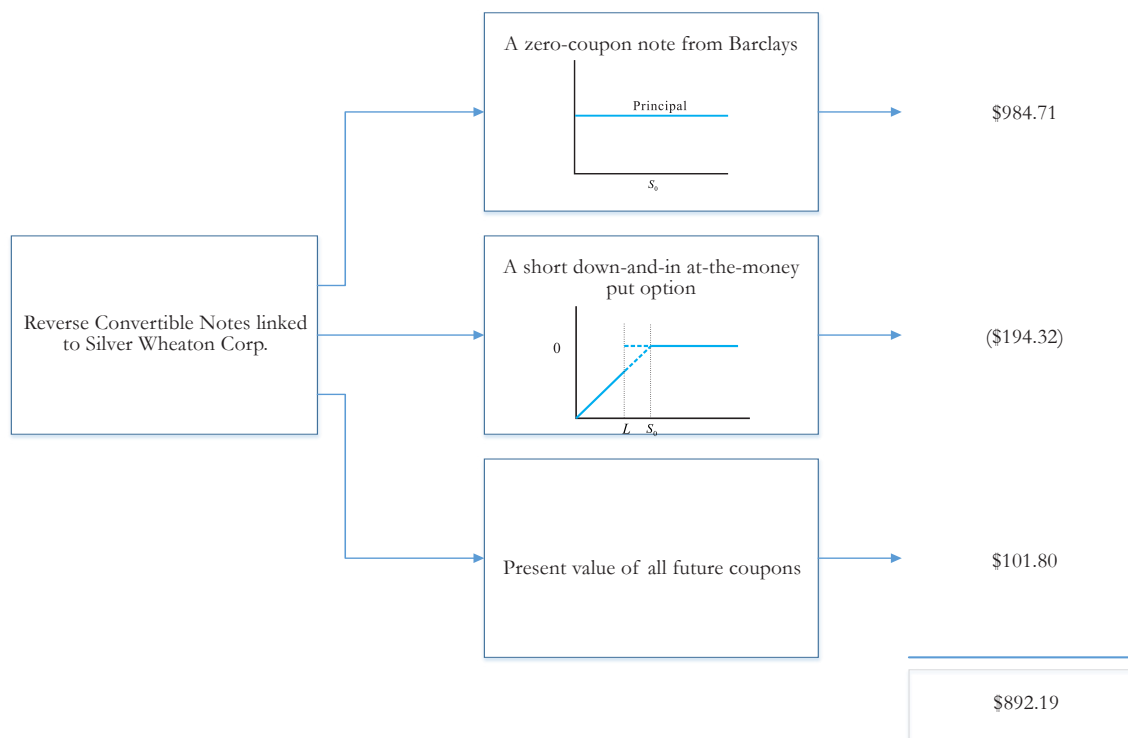 A zero-coupon note from Barclays
Principal
S₀
$984.71
Reverse Convertible Notes linked
to Silver Wheaton Corp.
A short down-and-in at-the-money
put option
0
L S₀
($194.32)
Present value of all future coupons
$101.80
$892.19